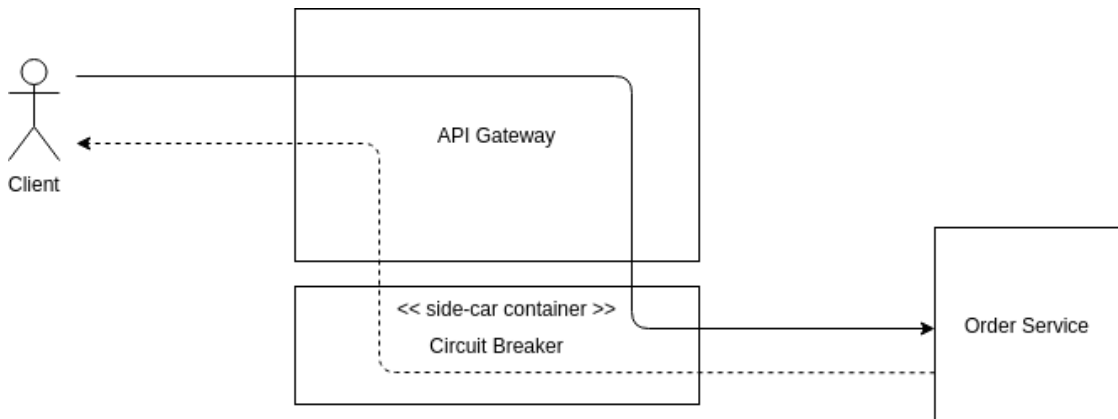 API Gateway
Client
<< side-car container >>
Circuit Breaker
Order Service